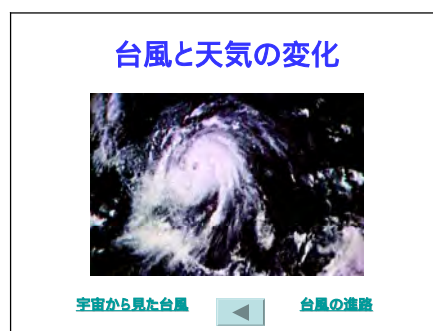 台風と天気の変化
宇宙から見た台風
台風の進路